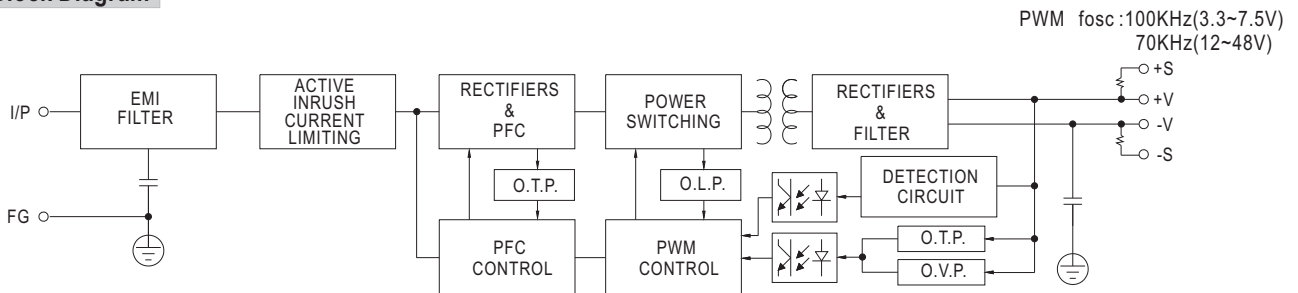 PWM fosc :100KHz(3.3~7.5V)
70KHz(12~48V)
I/P
EMI
FILTER
ACTIVE
INRUSH
CURRENT
LIMITING
RECTIFIERS
&
PFC
POWER
SWITCHING
RECTIFIERS
&
FILTER
+S
+V
-V
-S
O.T.P.
O.L.P.
DETECTION
CIRCUIT
FG
PFC
CONTROL
PWM
CONTROL
O.T.P.
O.V.P.